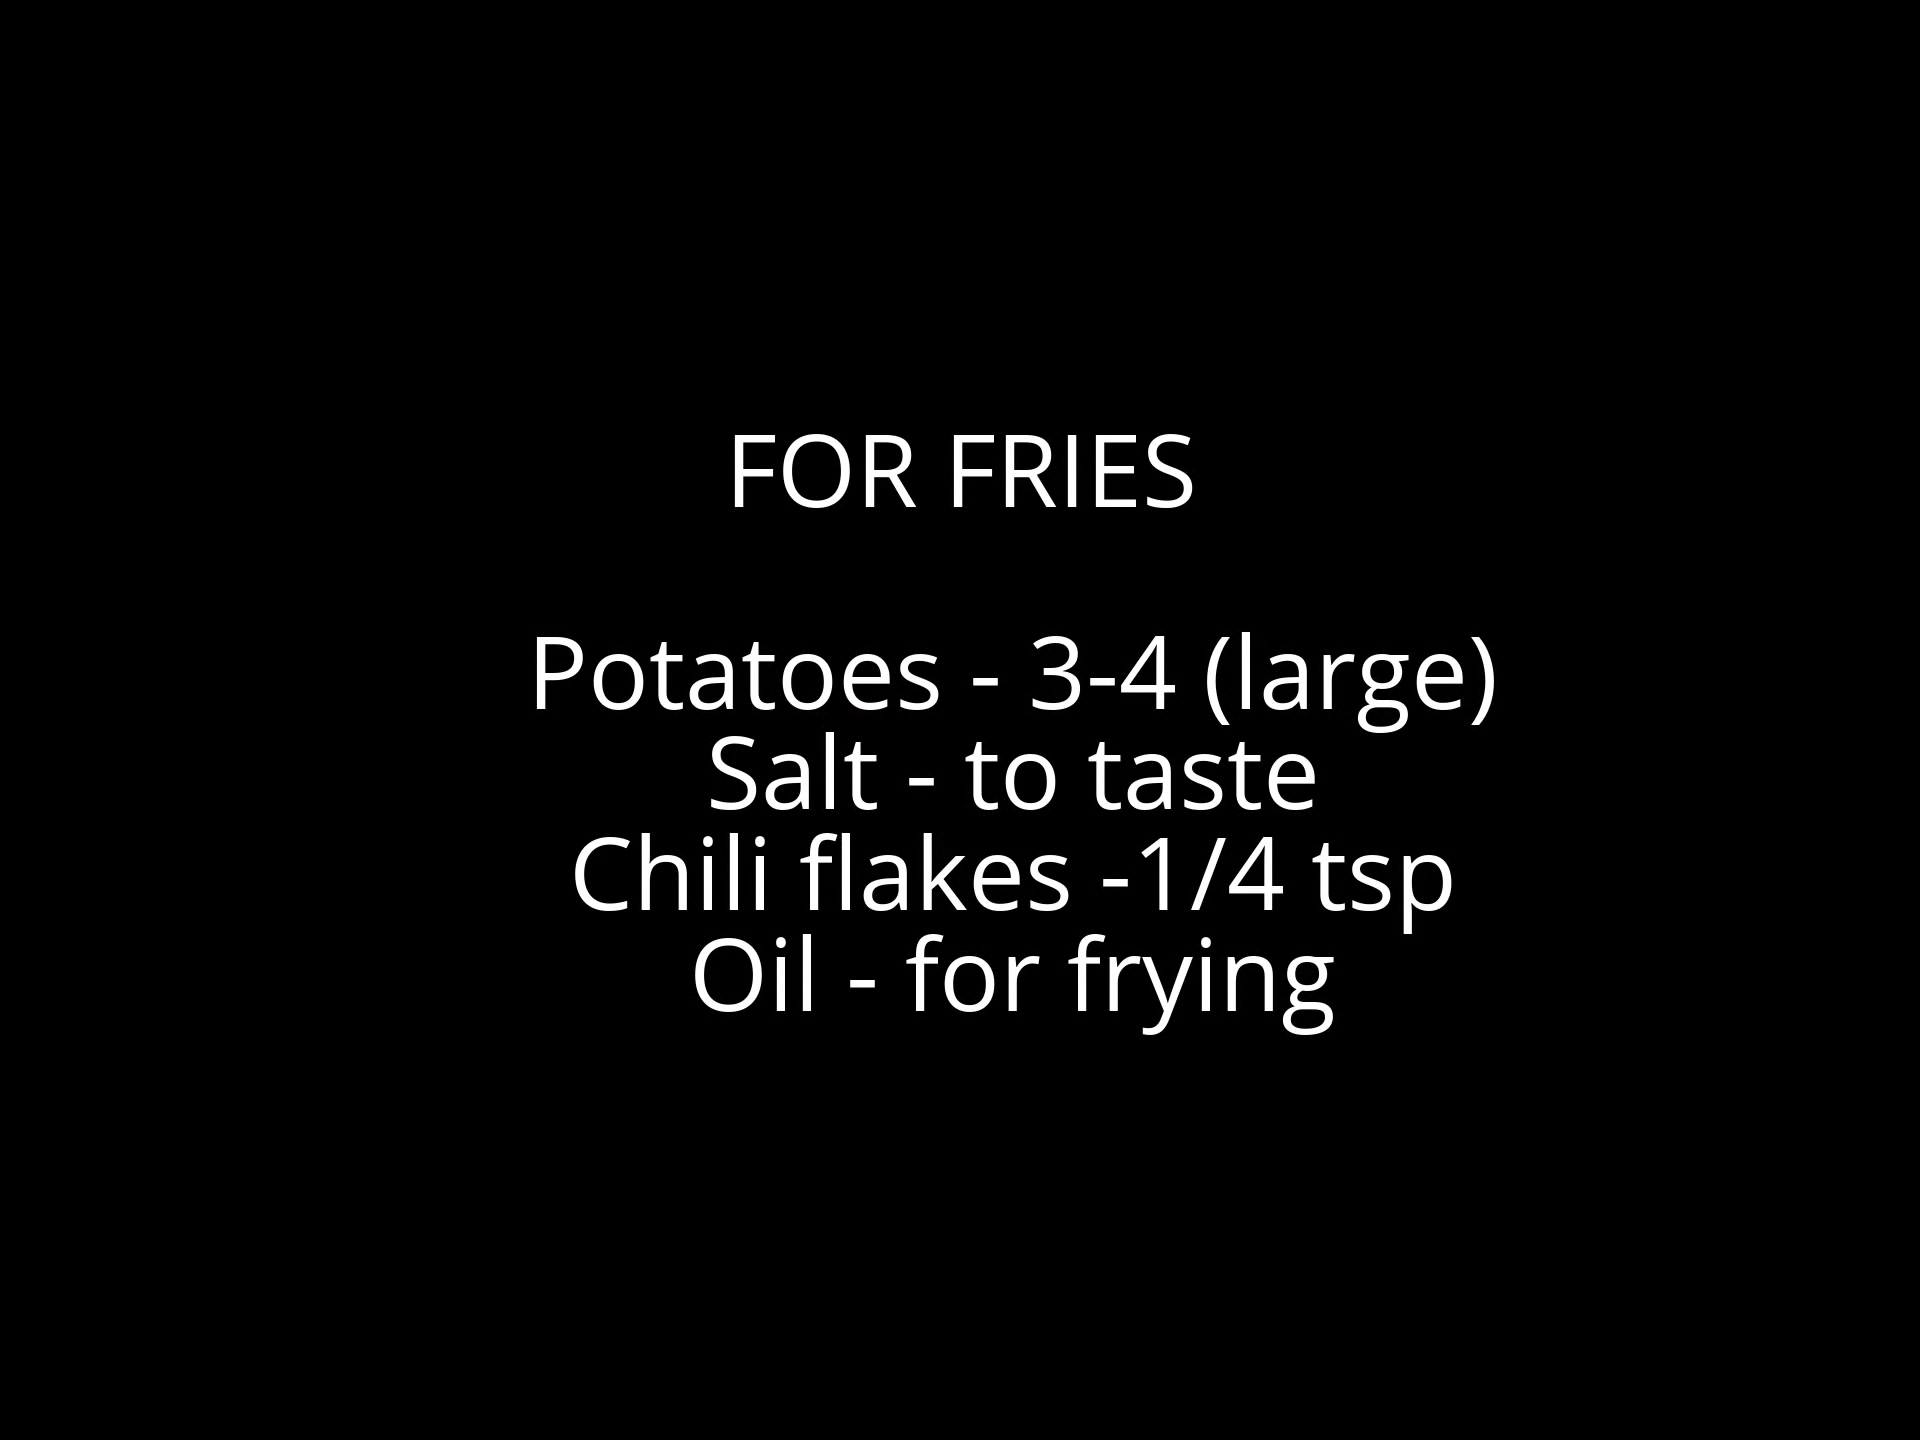 FOR FRIES
Potatoes - 3-4 (large)
Salt - to taste
Chili flakes -1/4 tsp
Oil - for frying